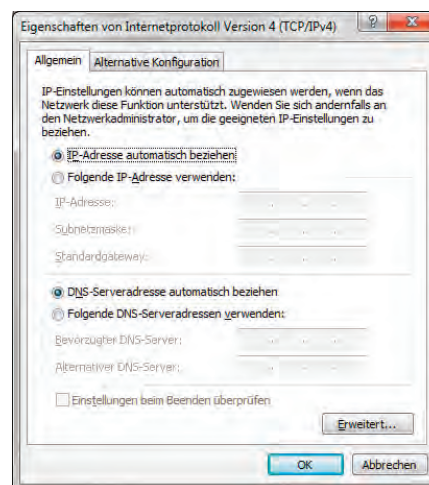 Eigenschaften von Internetprotokoll Version 4 (TCP/IPv4)
Allgemein
Alternative Konfiguration
IP-Einstellungen können automatisch zugewiesen werden, wenn das
Netzwerk diese Funktion unterstützt. Wenden Sie sich andernfalls an
den Netzwerkadministrator, um die geeigneten IP-Einstellungen zu
beziehen.
IP-Adresse automatisch beziehen
Folgende IP-Adresse verwenden:
IP-Adresse:
Subnetzmaske:
Standardgateway:
DNS-Serveradresse automatisch beziehen
Folgende DNS-Serveradressen verwenden:
Bevorzugter DNS-Server:
Alternativer DNS-Server:
Einstellungen beim Beenden überprüfen
Erweitert...
OK
Abbrechen